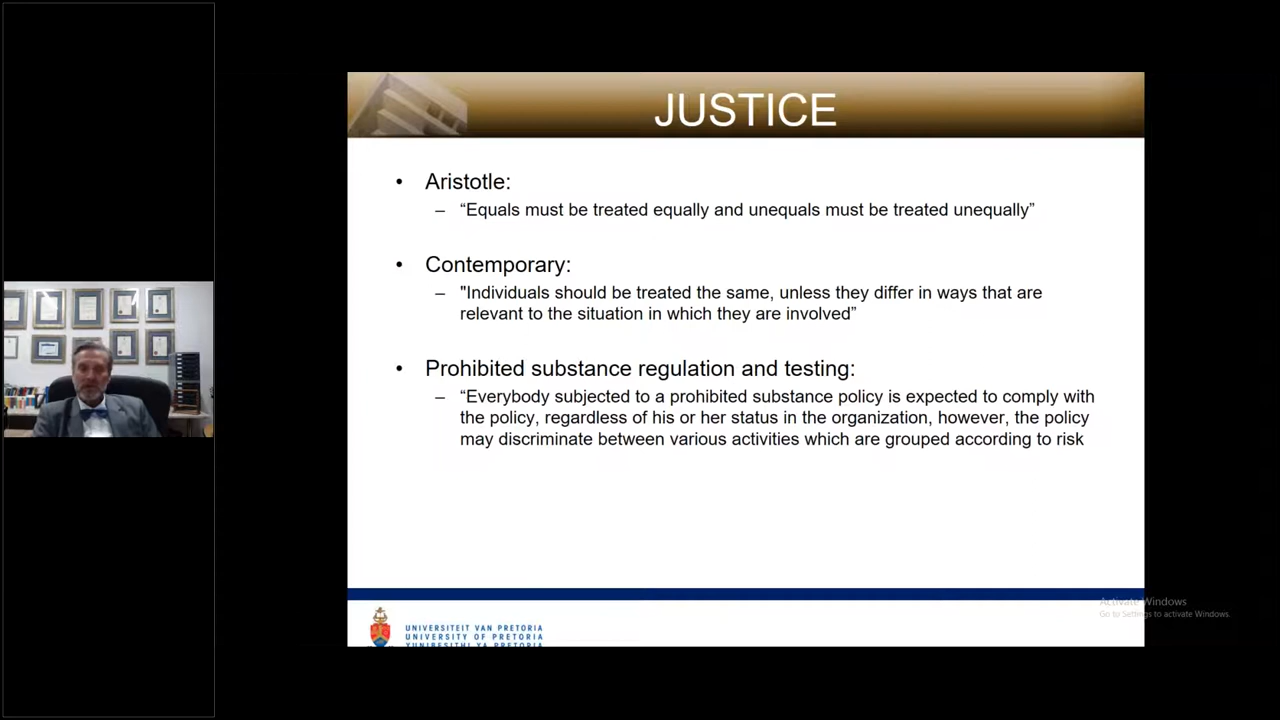 JUSTICE
• Aristotle:
– “Equals must be treated equally and unequals must be treated unequally”
• Contemporary:
– "Individuals should be treated the same, unless they differ in ways that are
relevant to the situation in which they are involved”
• Prohibited substance regulation and testing:
– “Everybody subjected to a prohibited substance policy is expected to comply with
the policy, regardless of his or her status in the organization, however, the policy
may discriminate between various activities which are grouped according to risk
Activate Windows
Go to Settings to activate Windows.
UNIVERSITEIT VAN PRETORIA
UNIVERSITY OF PRETORIA
YUNIBESITHI YA PRETORIA